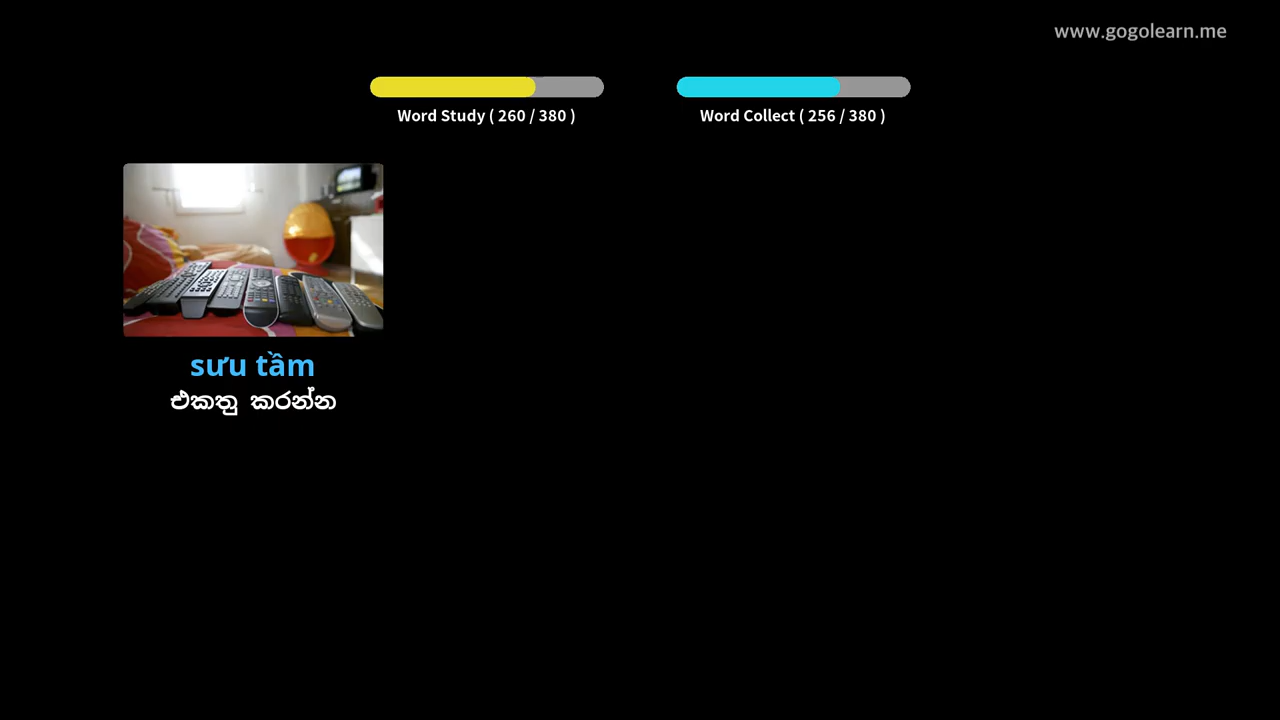 www.gogolearn.me
Word Study ( 260 / 380 )
Word Collect ( 256 / 380 )
sưu tầm
එකතු කරන්න